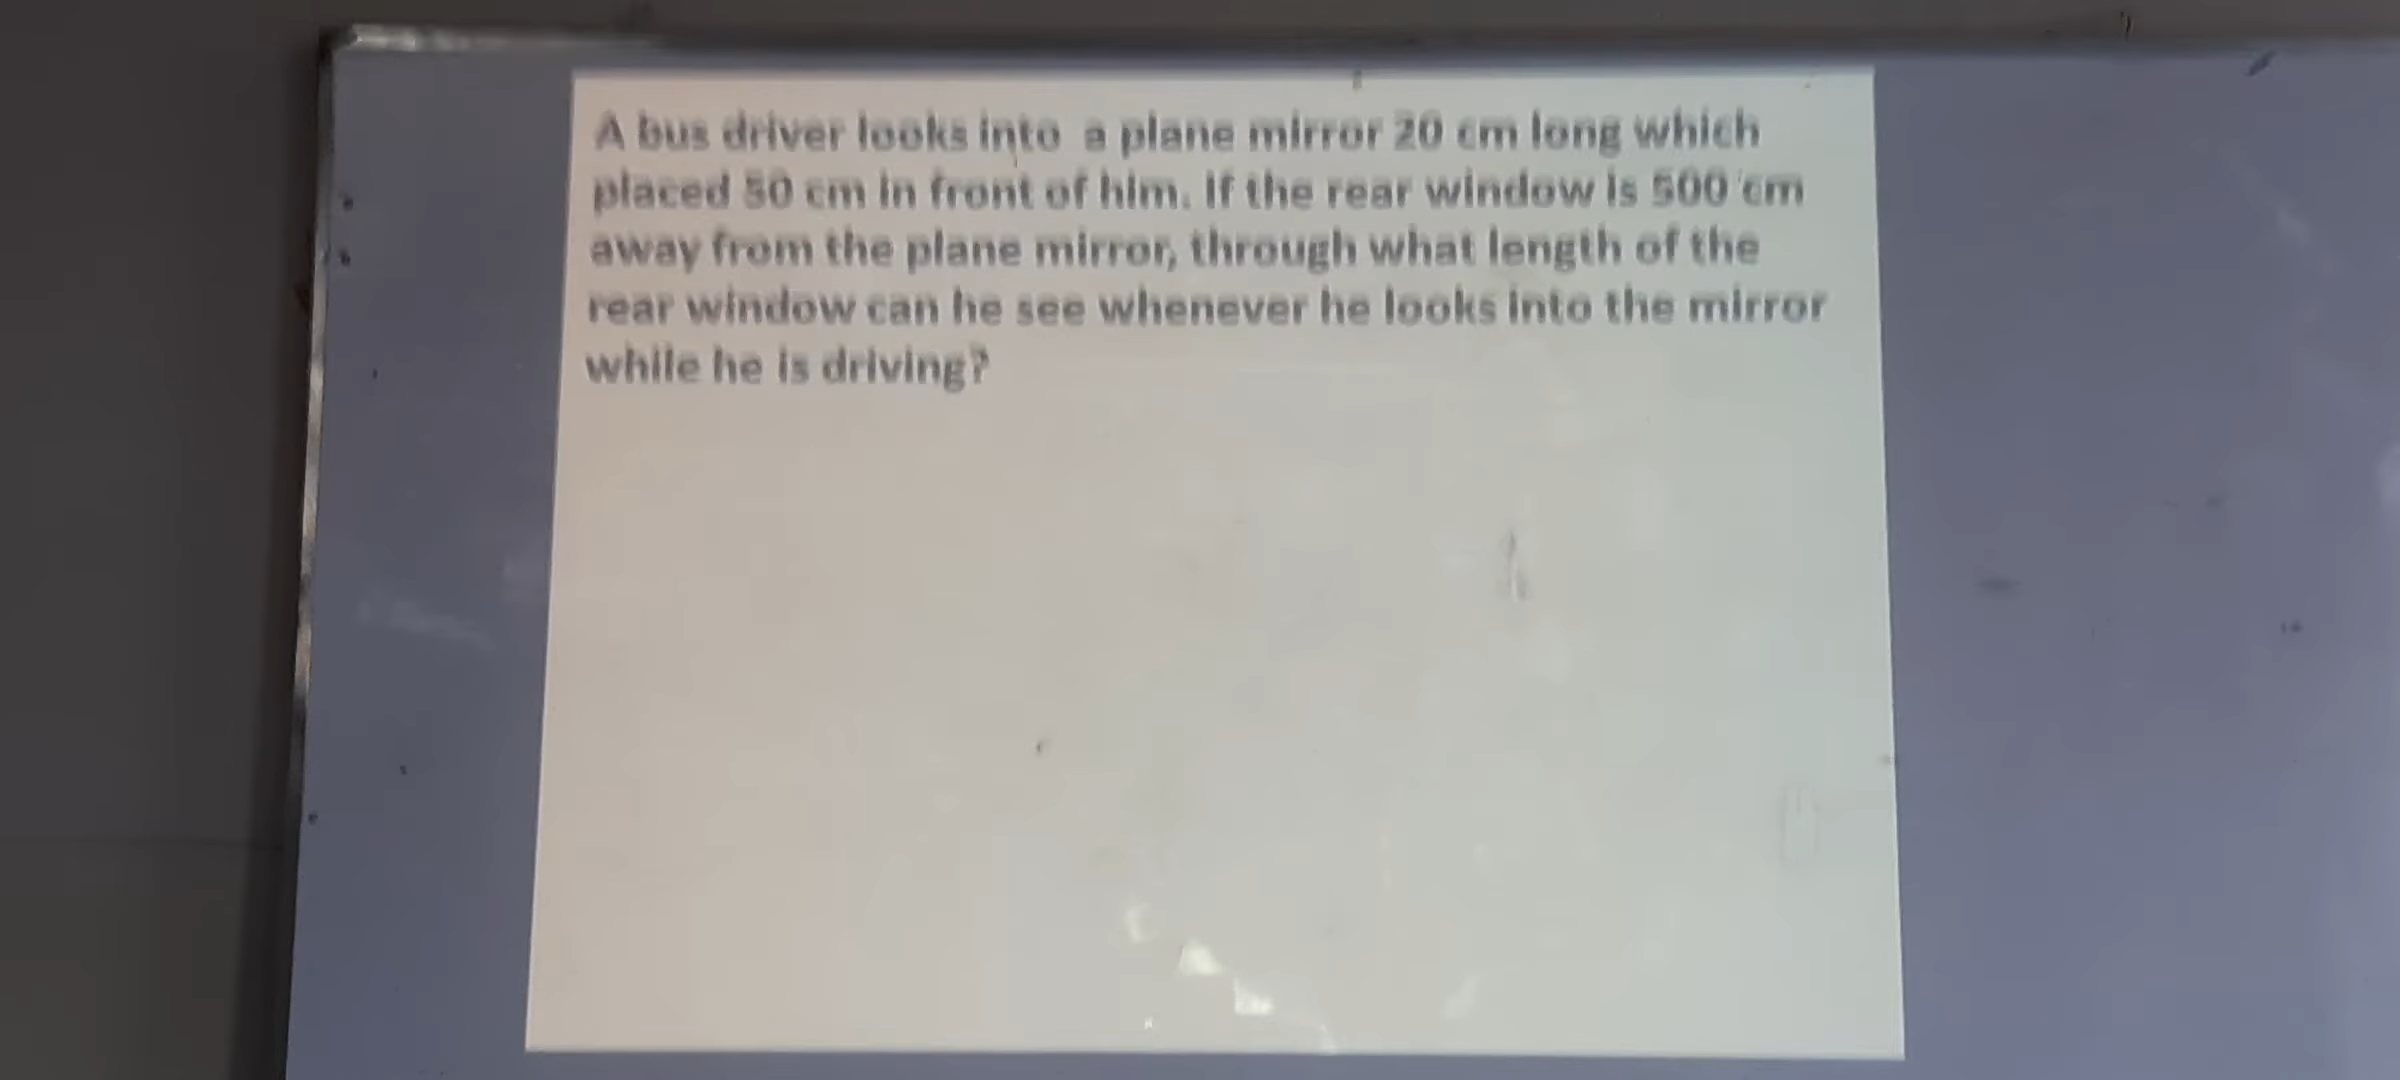 A bus driver looks into a plane mirror 20 cm long which
placed 50 cm in front of him. If the rear window is 500 cm
away from the plane mirror, through what length of the
rear window can he see whenever he looks into the mirror
while he is driving?